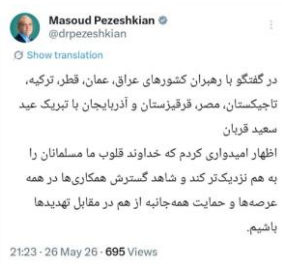 Masoud Pezeshkian
@drpezeshkian
Show translation
در گفتگو با رهبران کشورهای عراق، عمان، قطر، ترکیه،
تاجیکستان، مصر، قرقیزستان و آذربایجان با تبریک عید
سعید قربان
اظهار امیدواری کردم که خداوند قلوب ما مسلمانان را
به هم نزدیک‌تر کند و شاهد گسترش همکاری‌ها در همه
عرصه‌ها و حمایت همه‌جانبه از هم در مقابل تهدیدها
باشیم.
21:23 · 26 May 26 · 695 Views